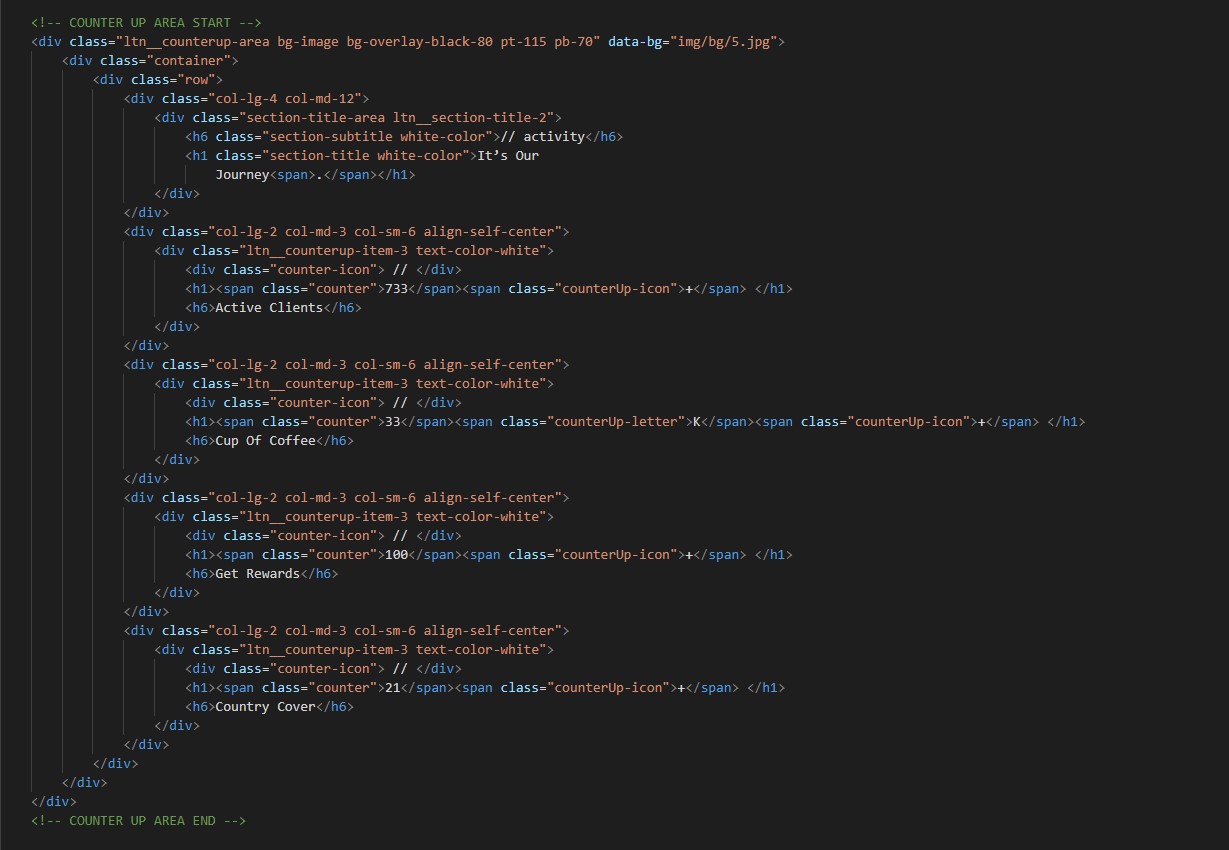 <!-- COUNTER UP AREA START -->
<div class="ltn__counterup-area bg-image bg-overlay-black-80 pt-115 pb-70" data-bg="img/bg/5.jpg">
    <div class="container">
        <div class="row">
            <div class="col-lg-4 col-md-12">
                <div class="section-title-area ltn__section-title-2">
                    <h6 class="section-subtitle white-color">// activity</h6>
                    <h1 class="section-title white-color">It’s Our
                        Journey<span>.</span></h1>
                </div>
            </div>
            <div class="col-lg-2 col-md-3 col-sm-6 align-self-center">
                <div class="ltn__counterup-item-3 text-color-white">
                    <div class="counter-icon"> // </div>
                    <h1><span class="counter">733</span><span class="counterUp-icon">+</span> </h1>
                    <h6>Active Clients</h6>
                </div>
            </div>
            <div class="col-lg-2 col-md-3 col-sm-6 align-self-center">
                <div class="ltn__counterup-item-3 text-color-white">
                    <div class="counter-icon"> // </div>
                    <h1><span class="counter">33</span><span class="counterUp-letter">K</span><span class="counterUp-icon">+</span> </h1>
                    <h6>Cup Of Coffee</h6>
                </div>
            </div>
            <div class="col-lg-2 col-md-3 col-sm-6 align-self-center">
                <div class="ltn__counterup-item-3 text-color-white">
                    <div class="counter-icon"> // </div>
                    <h1><span class="counter">100</span><span class="counterUp-icon">+</span> </h1>
                    <h6>Get Rewards</h6>
                </div>
            </div>
            <div class="col-lg-2 col-md-3 col-sm-6 align-self-center">
                <div class="ltn__counterup-item-3 text-color-white">
                    <div class="counter-icon"> // </div>
                    <h1><span class="counter">21</span><span class="counterUp-icon">+</span> </h1>
                    <h6>Country Cover</h6>
                </div>
            </div>
        </div>
    </div>
</div>
<!-- COUNTER UP AREA END -->